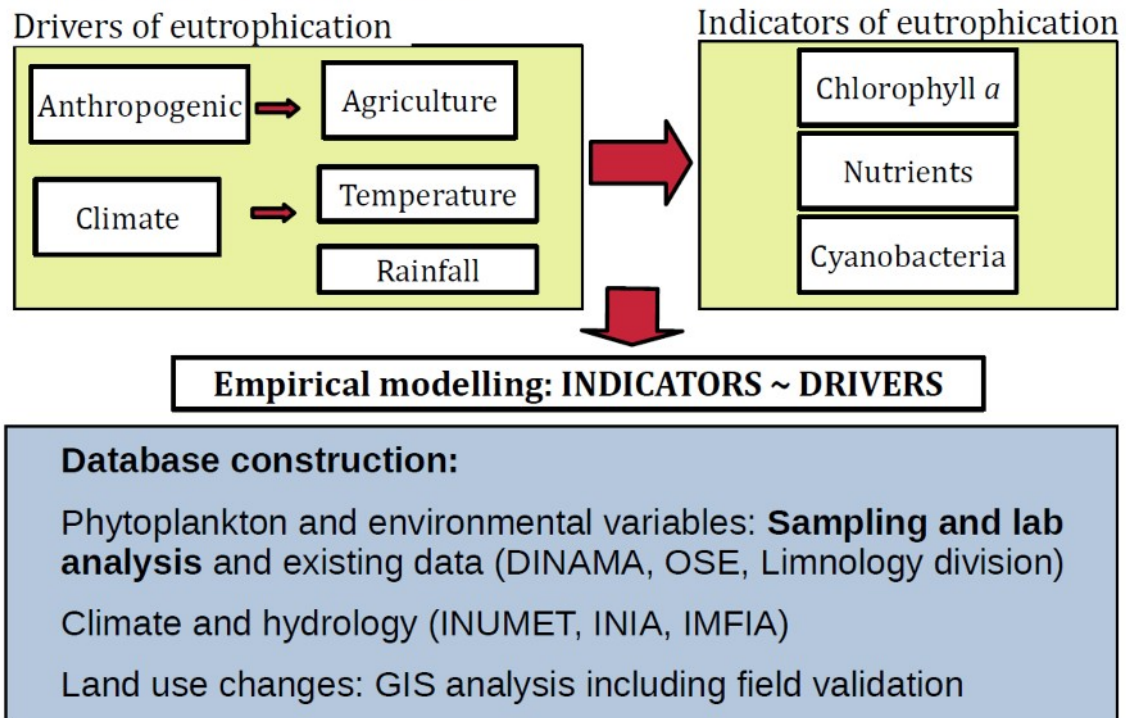 Drivers of eutrophication
Anthropogenic
Agriculture
Climate
Temperature
Rainfall
Indicators of eutrophication
Chlorophyll a
Nutrients
Cyanobacteria
Empirical modelling: INDICATORS ~ DRIVERS
Database construction:
Phytoplankton and environmental variables: Sampling and lab
analysis and existing data (DINAMA, OSE, Limnology division)
Climate and hydrology (INUMET, INIA, IMFIA)
Land use changes: GIS analysis including field validation